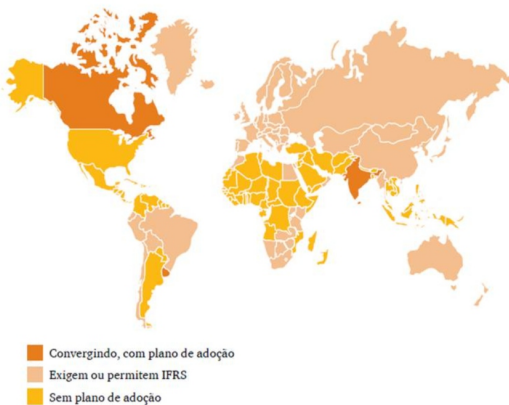 Convergindo, com plano de adoção
Exigem ou permitem IFRS
Sem plano de adoção